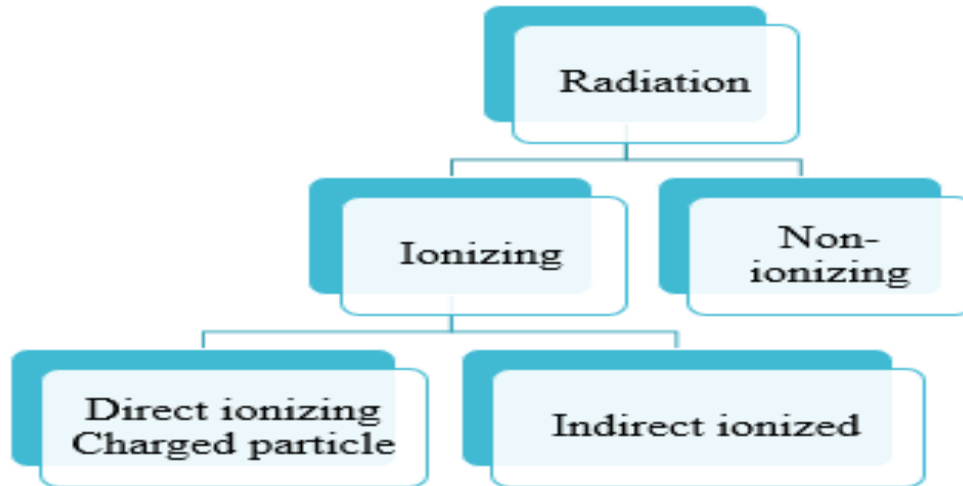 Radiation
Ionizing
Non-
ionizing
Direct ionizing
Charged particle
Indirect ionized